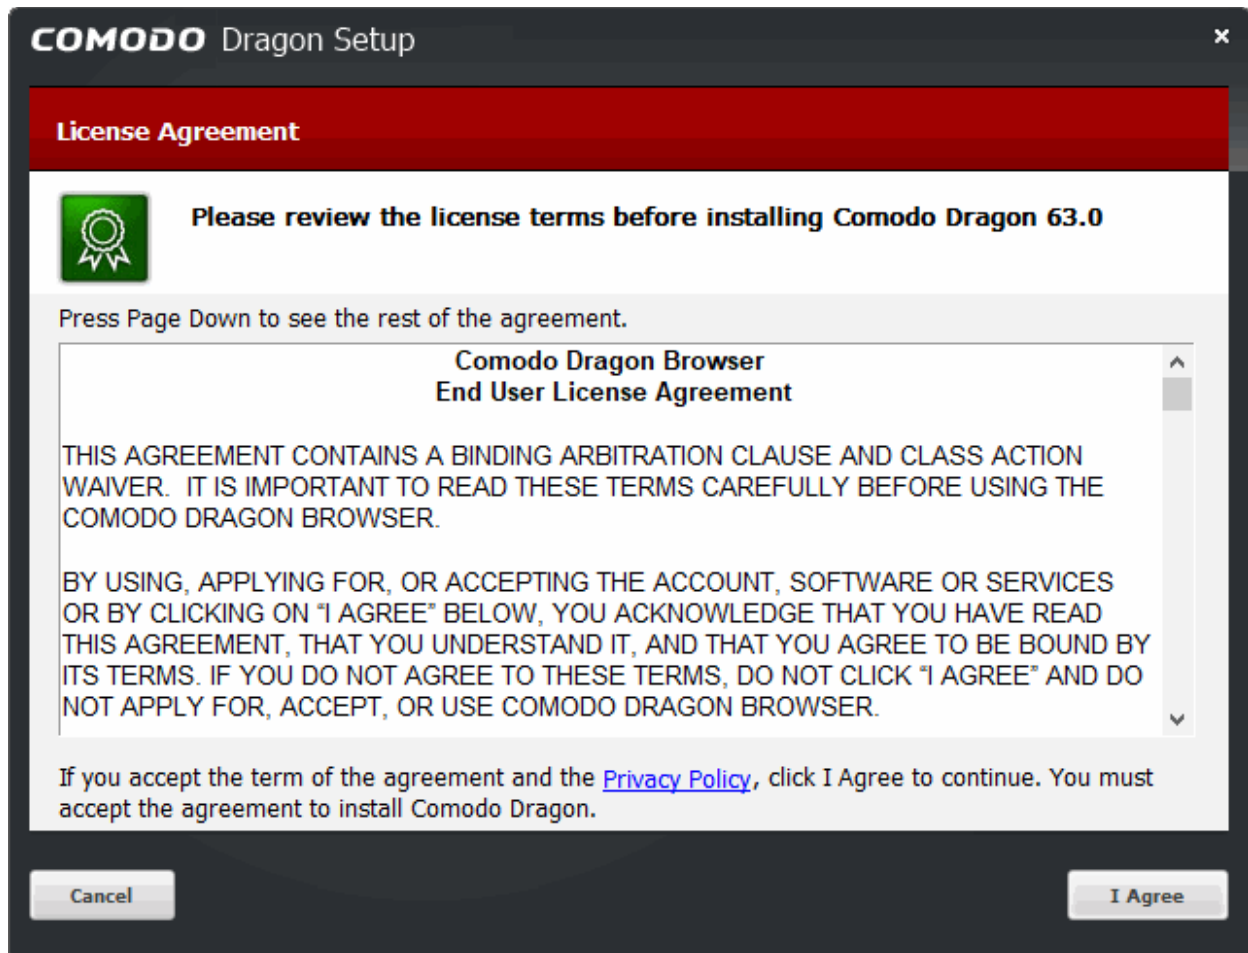 COMODO Dragon Setup
License Agreement
Please review the license terms before installing Comodo Dragon 63.0
Press Page Down to see the rest of the agreement.
Comodo Dragon Browser
End User License Agreement
THIS AGREEMENT CONTAINS A BINDING ARBITRATION CLAUSE AND CLASS ACTION
WAIVER.  IT IS IMPORTANT TO READ THESE TERMS CAREFULLY BEFORE USING THE
COMODO DRAGON BROWSER.
BY USING, APPLYING FOR, OR ACCEPTING THE ACCOUNT, SOFTWARE OR SERVICES
OR BY CLICKING ON “I AGREE” BELOW, YOU ACKNOWLEDGE THAT YOU HAVE READ
THIS AGREEMENT, THAT YOU UNDERSTAND IT, AND THAT YOU AGREE TO BE BOUND BY
ITS TERMS. IF YOU DO NOT AGREE TO THESE TERMS, DO NOT CLICK “I AGREE” AND DO
NOT APPLY FOR, ACCEPT, OR USE COMODO DRAGON BROWSER.
If you accept the term of the agreement and the Privacy Policy, click I Agree to continue. You must
accept the agreement to install Comodo Dragon.
Cancel
I Agree